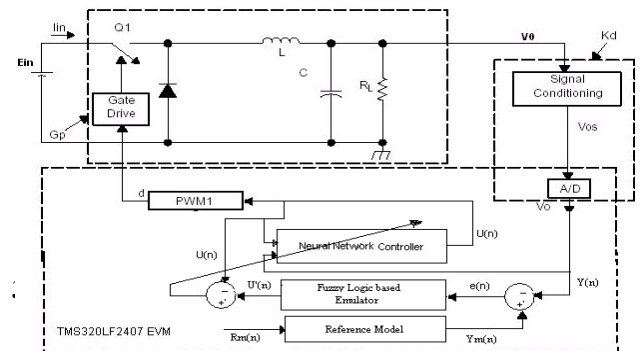 Iin
Q1
Ein
L
C
RL
V0
Kd
Signal
Conditioning
Gate
Drive
Gp
Vos
A/D
Vo
d
PWM1
U(n)
Neural Network Controller
U(n)
Y(n)
U'(n)
Fuzzy Logic based
Emulator
e(n)
TMS320LF2407 EVM
Rm(n)
Reference Model
Ym(n)